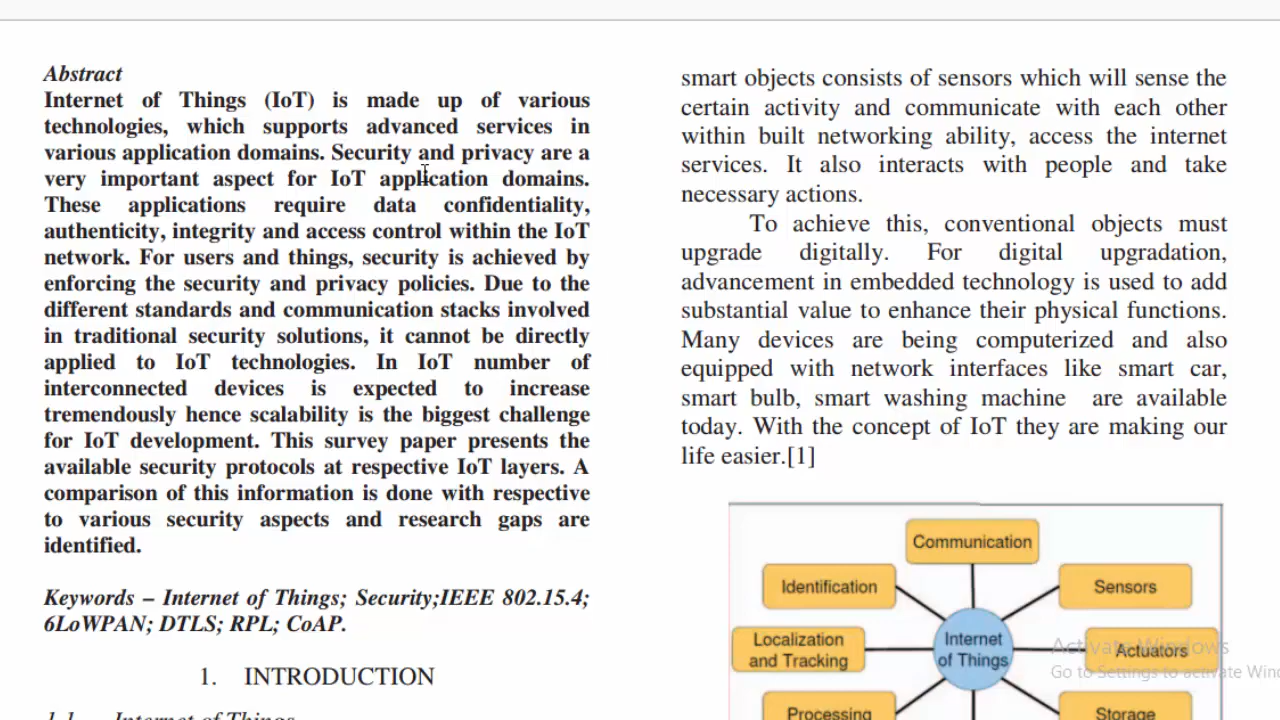 Abstract
Internet of Things (IoT) is made up of various
technologies, which supports advanced services in
various application domains. Security and privacy are a
very important aspect for IoT application domains.
These applications require data confidentiality,
authenticity, integrity and access control within the IoT
network. For users and things, security is achieved by
enforcing the security and privacy policies. Due to the
different standards and communication stacks involved
in traditional security solutions, it cannot be directly
applied to IoT technologies. In IoT number of
interconnected devices is expected to increase
tremendously hence scalability is the biggest challenge
for IoT development. This survey paper presents the
available security protocols at respective IoT layers. A
comparison of this information is done with respective
to various security aspects and research gaps are
identified.
Keywords – Internet of Things; Security;IEEE 802.15.4;
6LoWPAN; DTLS; RPL; CoAP.
1. INTRODUCTION
1.1. Internet of Things
smart objects consists of sensors which will sense the
certain activity and communicate with each other
within built networking ability, access the internet
services. It also interacts with people and take
necessary actions.
To achieve this, conventional objects must
upgrade digitally. For digital upgradation,
advancement in embedded technology is used to add
substantial value to enhance their physical functions.
Many devices are being computerized and also
equipped with network interfaces like smart car,
smart bulb, smart washing machine are available
today. With the concept of IoT they are making our
life easier.[1]
Communication
Identification
Sensors
Localization
and Tracking
Internet
of Things
Actuators
Processing
Storage
Activate Windows
Go to Settings to activate Win